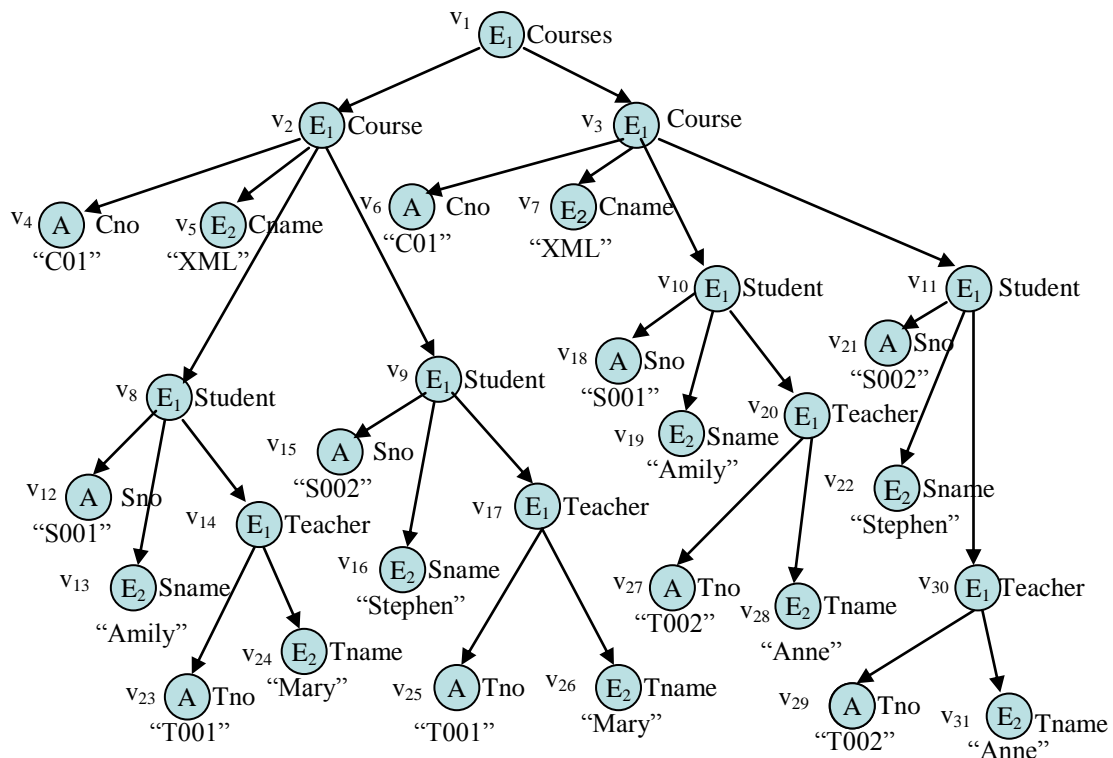 v1 E1 Courses
v2 E1 Course
v3 E1 Course
v4 A Cno
“C01”
v5 E2 Cname
“XML”
v6 A Cno
“C01”
v7 E2 Cname
“XML”
v8 E1 Student
v9 E1 Student
v10 E1 Student
v11 E1 Student
v12 A Sno
“S001”
v13 E2 Sname
“Amily”
v14 E1 Teacher
v15 A Sno
“S002”
v16 E2 Sname
“Stephen”
v17 E1 Teacher
v18 A Sno
“S001”
v19 E2 Sname
“Amily”
v20 E1 Teacher
v21 A Sno
“S002”
v22 E2 Sname
“Stephen”
v23 A Tno
“T001”
v24 E2 Tname
“Mary”
v25 A Tno
“T001”
v26 E2 Tname
“Mary”
v27 A Tno
“T002”
v28 E2 Tname
“Anne”
v30 E1 Teacher
v29 A Tno
“T002”
v31 E2 Tname
“Anne”